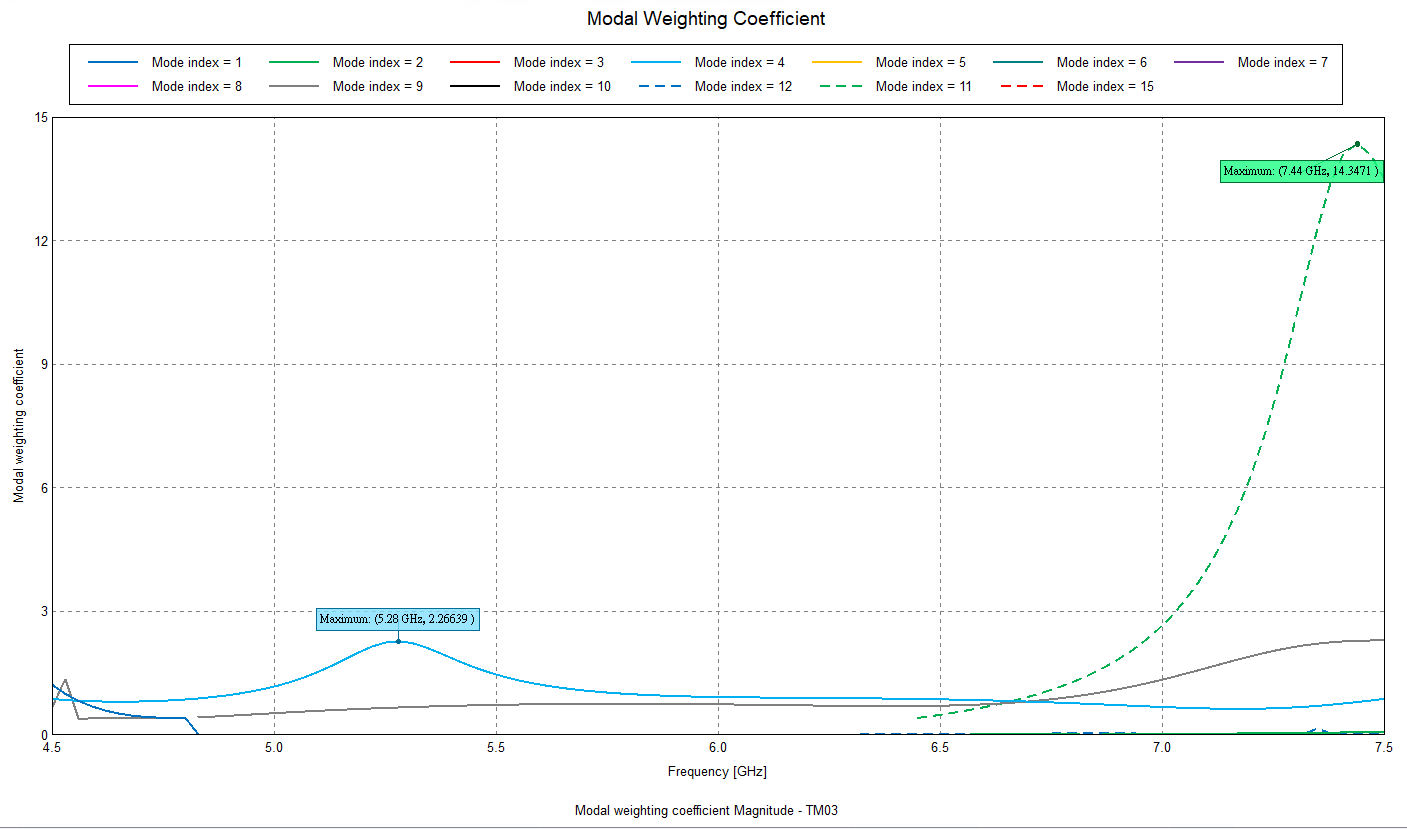 Modal Weighting Coefficient
Mode index = 1 Mode index = 2 Mode index = 3 Mode index = 4 Mode index = 5 Mode index = 6 Mode index = 7
Mode index = 8 Mode index = 9 Mode index = 10 Mode index = 12 Mode index = 11 Mode index = 15
15
Maximum: (7.44 GHz, 14.3471 )
12
9
Modal weighting coefficient
6
3
Maximum: (5.28 GHz, 2.26639 )
0
4.5 5.0 5.5 6.0 6.5 7.0 7.5
Frequency [GHz]
Modal weighting coefficient Magnitude - TM03